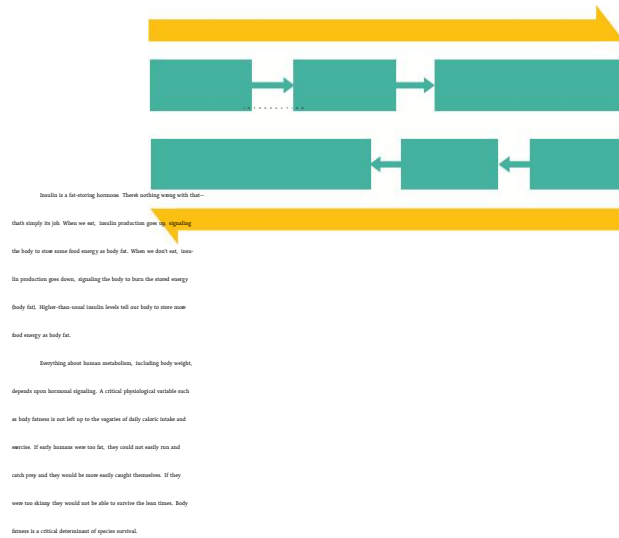 Insulin is a fat-storing hormone. There's nothing wrong with that—
that's simply its job. When we eat, insulin production goes up, signaling
the body to store some food energy as body fat. When we don't eat, insu-
lin production goes down, signaling the body to burn the stored energy
(body fat). Higher-than-usual insulin levels tell our body to store more
food energy as body fat.
Everything about human metabolism, including body weight,
depends upon hormonal signaling. A critical physiological variable such
as body fatness is not left up to the vagaries of daily caloric intake and
exercise. If early humans were too fat, they could not easily run and
catch prey and they would be more easily caught themselves. If they
were too skinny they would not be able to survive the lean times. Body
fatness is a critical determinant of species survival.